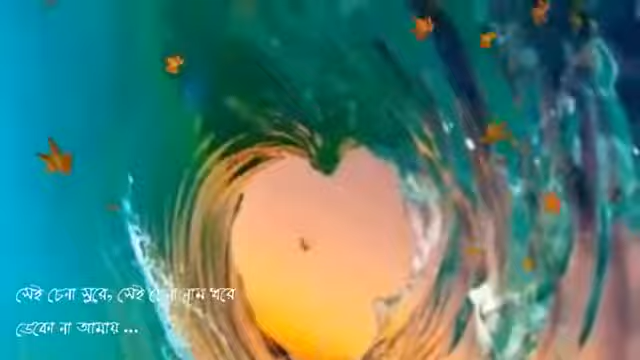 সেই চেনা সুরে, সেই চেনা নাম ধরে
ডেকো না আমায় ...